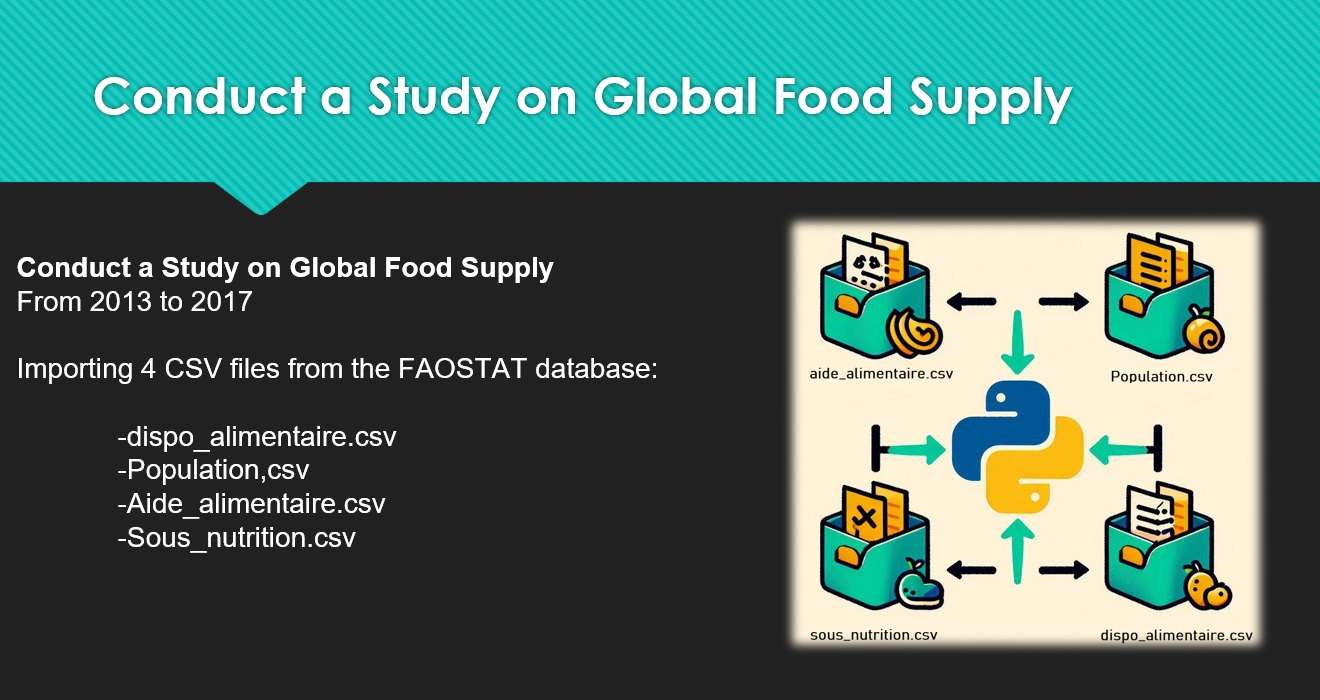 Conduct a Study on Global Food Supply
Conduct a Study on Global Food Supply
From 2013 to 2017
Importing 4 CSV files from the FAOSTAT database:
-dispo_alimentaire.csv
-Population,csv
-Aide_alimentaire.csv
-Sous_nutrition.csv
aide_alimentaire.csv
Population.csv
sous_nutrition.csv
dispo_alimentaire.csv